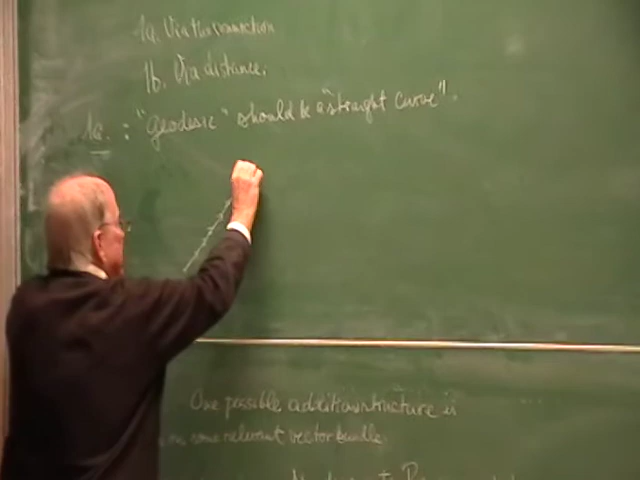 1a. Via the connection
1b. Via distance.
1a. : "geodesic" should be a "straight curve".
One possible additional structure is
on some relevant vector bundle.